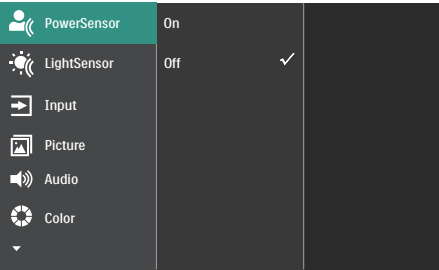 PowerSensor
On
LightSensor
Off
Input
Picture
Audio
Color